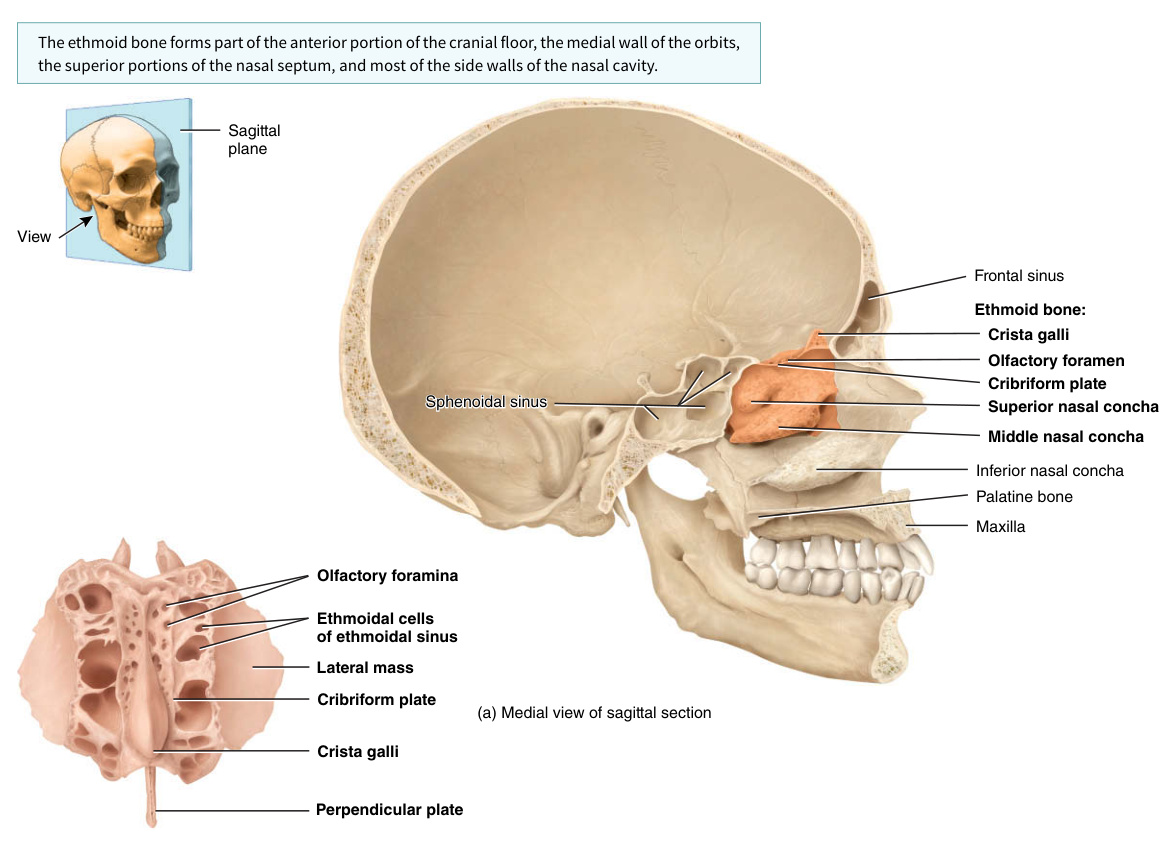 The ethmoid bone forms part of the anterior portion of the cranial floor, the medial wall of the orbits,
the superior portions of the nasal septum, and most of the side walls of the nasal cavity.
Sagittal
plane
View
Frontal sinus
Ethmoid bone:
Crista galli
Olfactory foramen
Cribriform plate
Superior nasal concha
Middle nasal concha
Inferior nasal concha
Palatine bone
Maxilla
Sphenoidal sinus
Olfactory foramina
Ethmoidal cells
of ethmoidal sinus
Lateral mass
Cribriform plate
Crista galli
Perpendicular plate
(a) Medial view of sagittal section